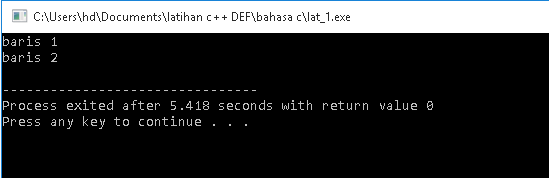 C:\Users\hd\Documents\latihan c++ DEF\bahasa c\lat_1.exe
baris 1
baris 2
--------------------------------
Process exited after 5.418 seconds with return value 0
Press any key to continue . . .